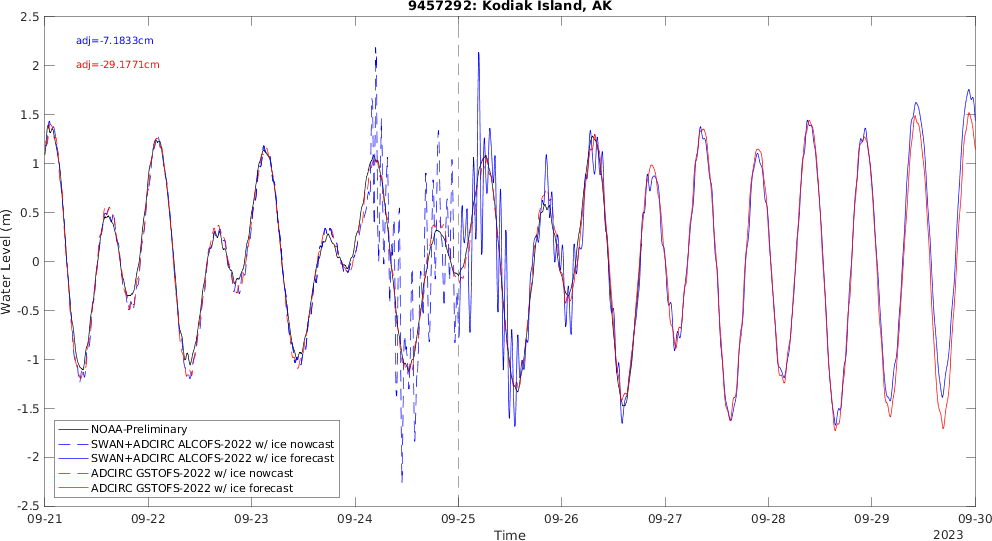 9457292: Kodiak Island, AK
adj=-7.1833cm
adj=-29.1771cm
2.5
2
1.5
1
0.5
0
-0.5
-1
-1.5
-2
-2.5
Water Level (m)
NOAA-Preliminary
SWAN+ADCIRC ALCOFS-2022 w/ ice nowcast
SWAN+ADCIRC ALCOFS-2022 w/ ice forecast
ADCIRC GSTOFS-2022 w/ ice nowcast
ADCIRC GSTOFS-2022 w/ ice forecast
09-21 09-22 09-23 09-24 09-25 09-26 09-27 09-28 09-29 09-30
Time
2023